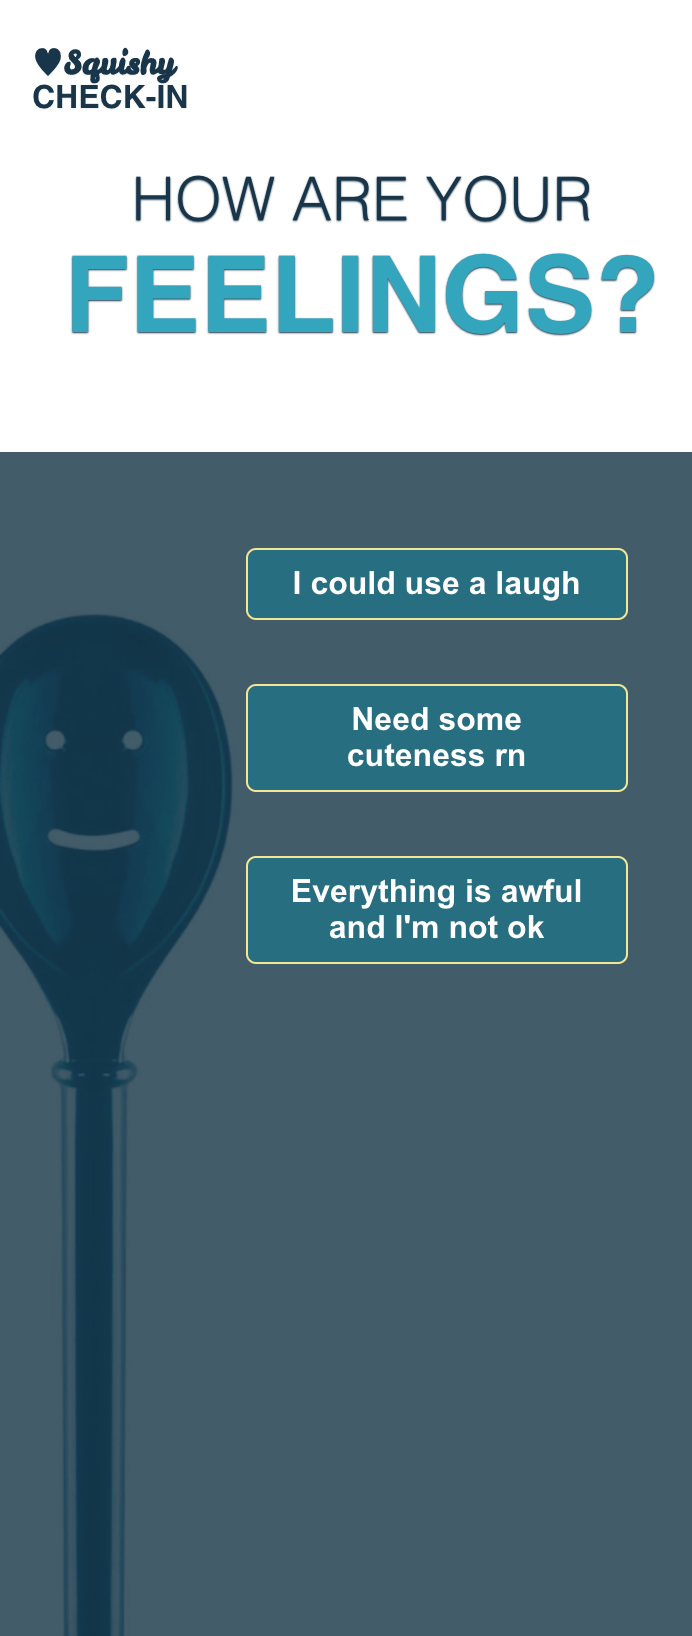 Squishy
CHECK-IN
HOW ARE YOUR
FEELINGS?
I could use a laugh
Need some
cuteness rn
Everything is awful
and I'm not ok